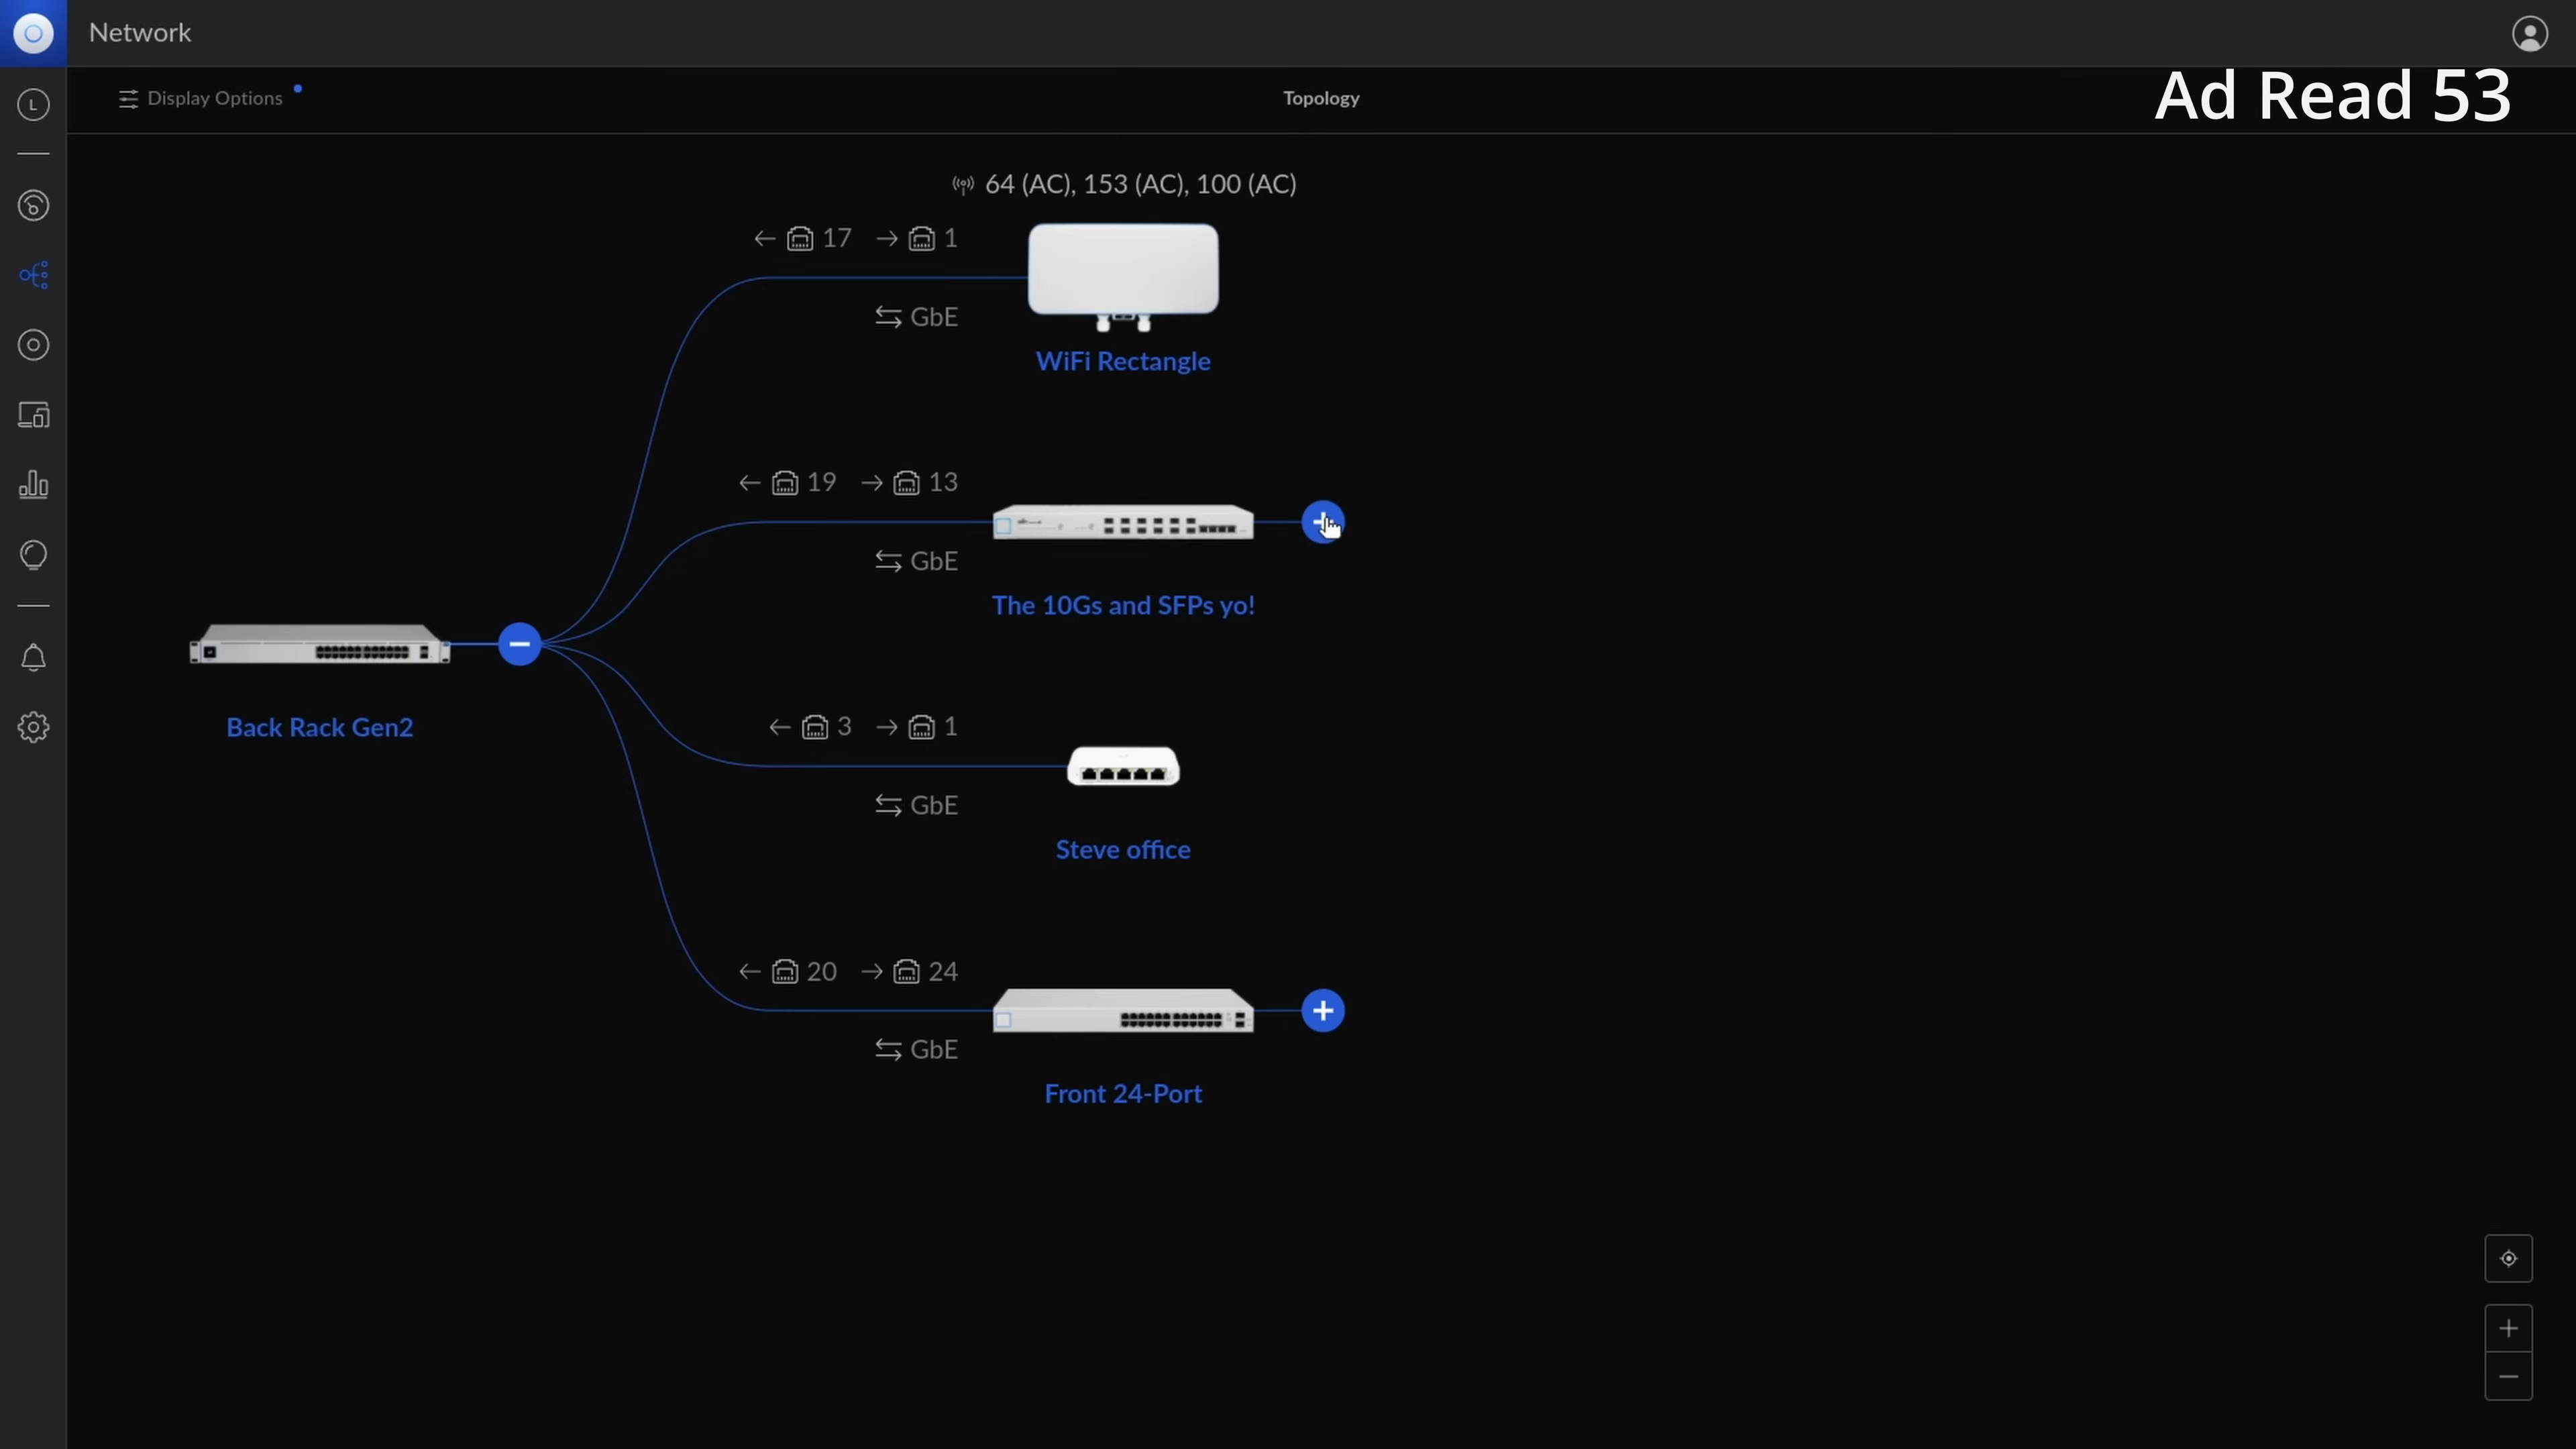 Network
L
Display Options
Topology
Ad Read 53
64 (AC), 153 (AC), 100 (AC)
← 17 → 1
GbE
WiFi Rectangle
← 19 → 13
GbE
The 10Gs and SFPs yo!
Back Rack Gen2
← 3 → 1
GbE
Steve office
← 20 → 24
GbE
Front 24-Port